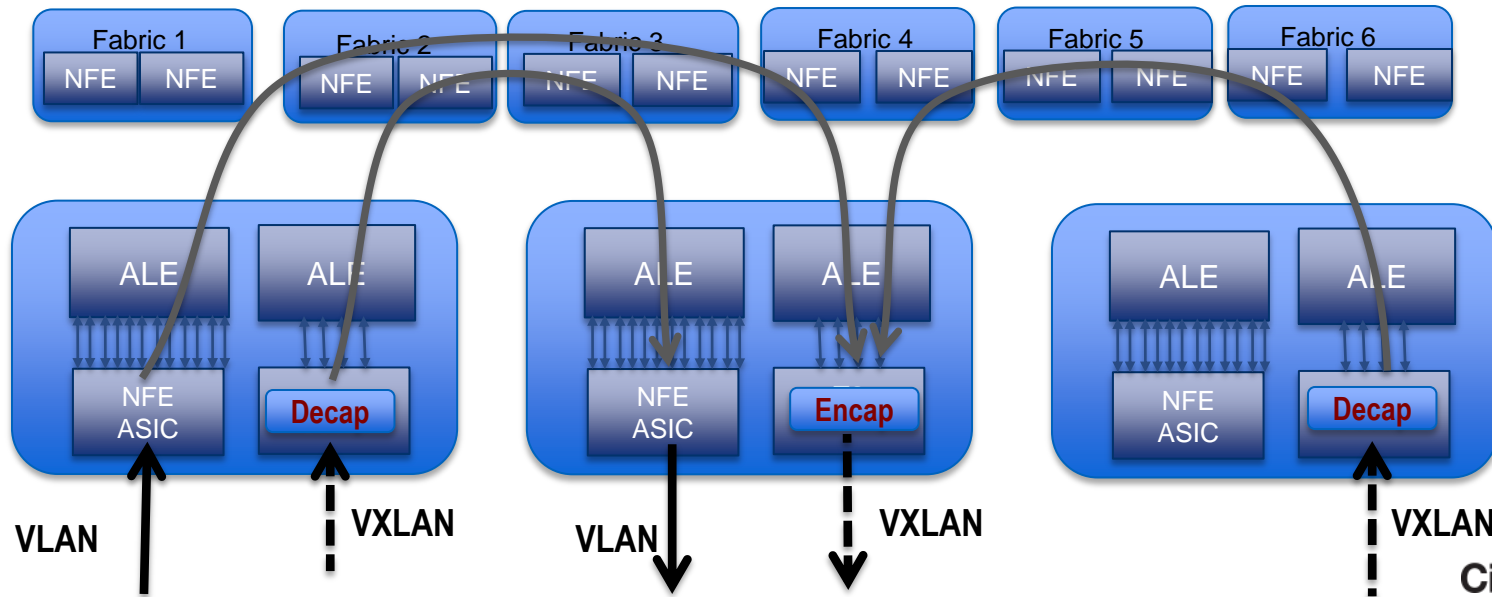 Fabric 1
Fabric 2
Fabric 3
Fabric 4
Fabric 5
Fabric 6
NFE NFE
NFE NFE
NFE NFE
NFE NFE
NFE NFE
NFE NFE
ALE
ALE
ALE
ALE
ALE
ALE
NFE
ASIC
Decap
NFE
ASIC
Encap
NFE
ASIC
Decap
VLAN
VXLAN
VLAN
VXLAN
VXLAN
Ci